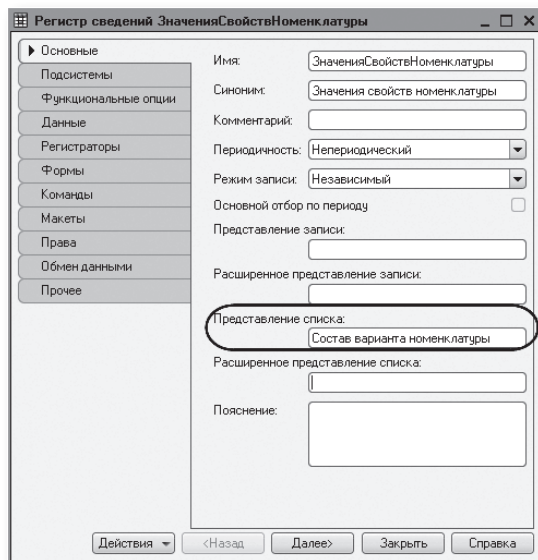 Регистр сведений ЗначенияСвойствНоменклатуры
Основные
Подсистемы
Функциональные опции
Данные
Регистраторы
Формы
Команды
Макеты
Права
Обмен данными
Прочее
Имя: ЗначенияСвойствНоменклатуры
Синоним: Значения свойств номенклатуры
Комментарий:
Периодичность: Непериодический
Режим записи: Независимый
Основной отбор по периоду
Представление записи:
Расширенное представление записи:
Представление списка:
Состав варианта номенклатуры
Расширенное представление списка:
Пояснение:
Действия <Назад Далее> Закрыть Справка